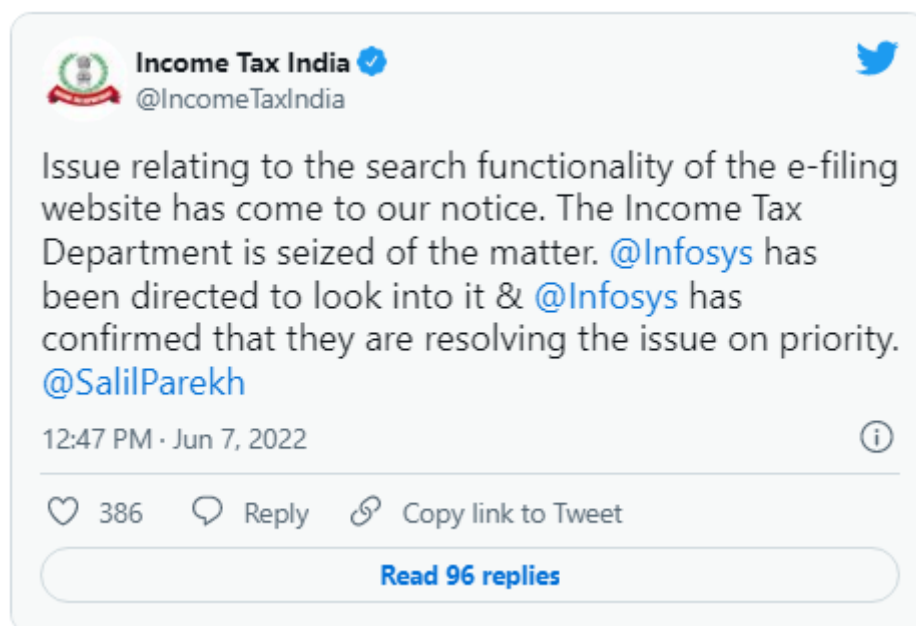 Income Tax India
@IncomeTaxIndia
Issue relating to the search functionality of the e-filing
website has come to our notice. The Income Tax
Department is seized of the matter. @Infosys has
been directed to look into it & @Infosys has
confirmed that they are resolving the issue on priority.
@SalilParekh
12:47 PM · Jun 7, 2022
386 Reply Copy link to Tweet
Read 96 replies